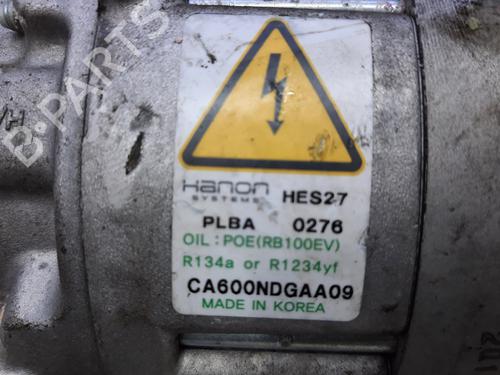 B-PARTS
Hanon
SYSTEMS
HES27
PLBA 0276
OIL : POE(RB100EV)
R134a or R1234yf
CA600NDGAA09
MADE IN KOREA